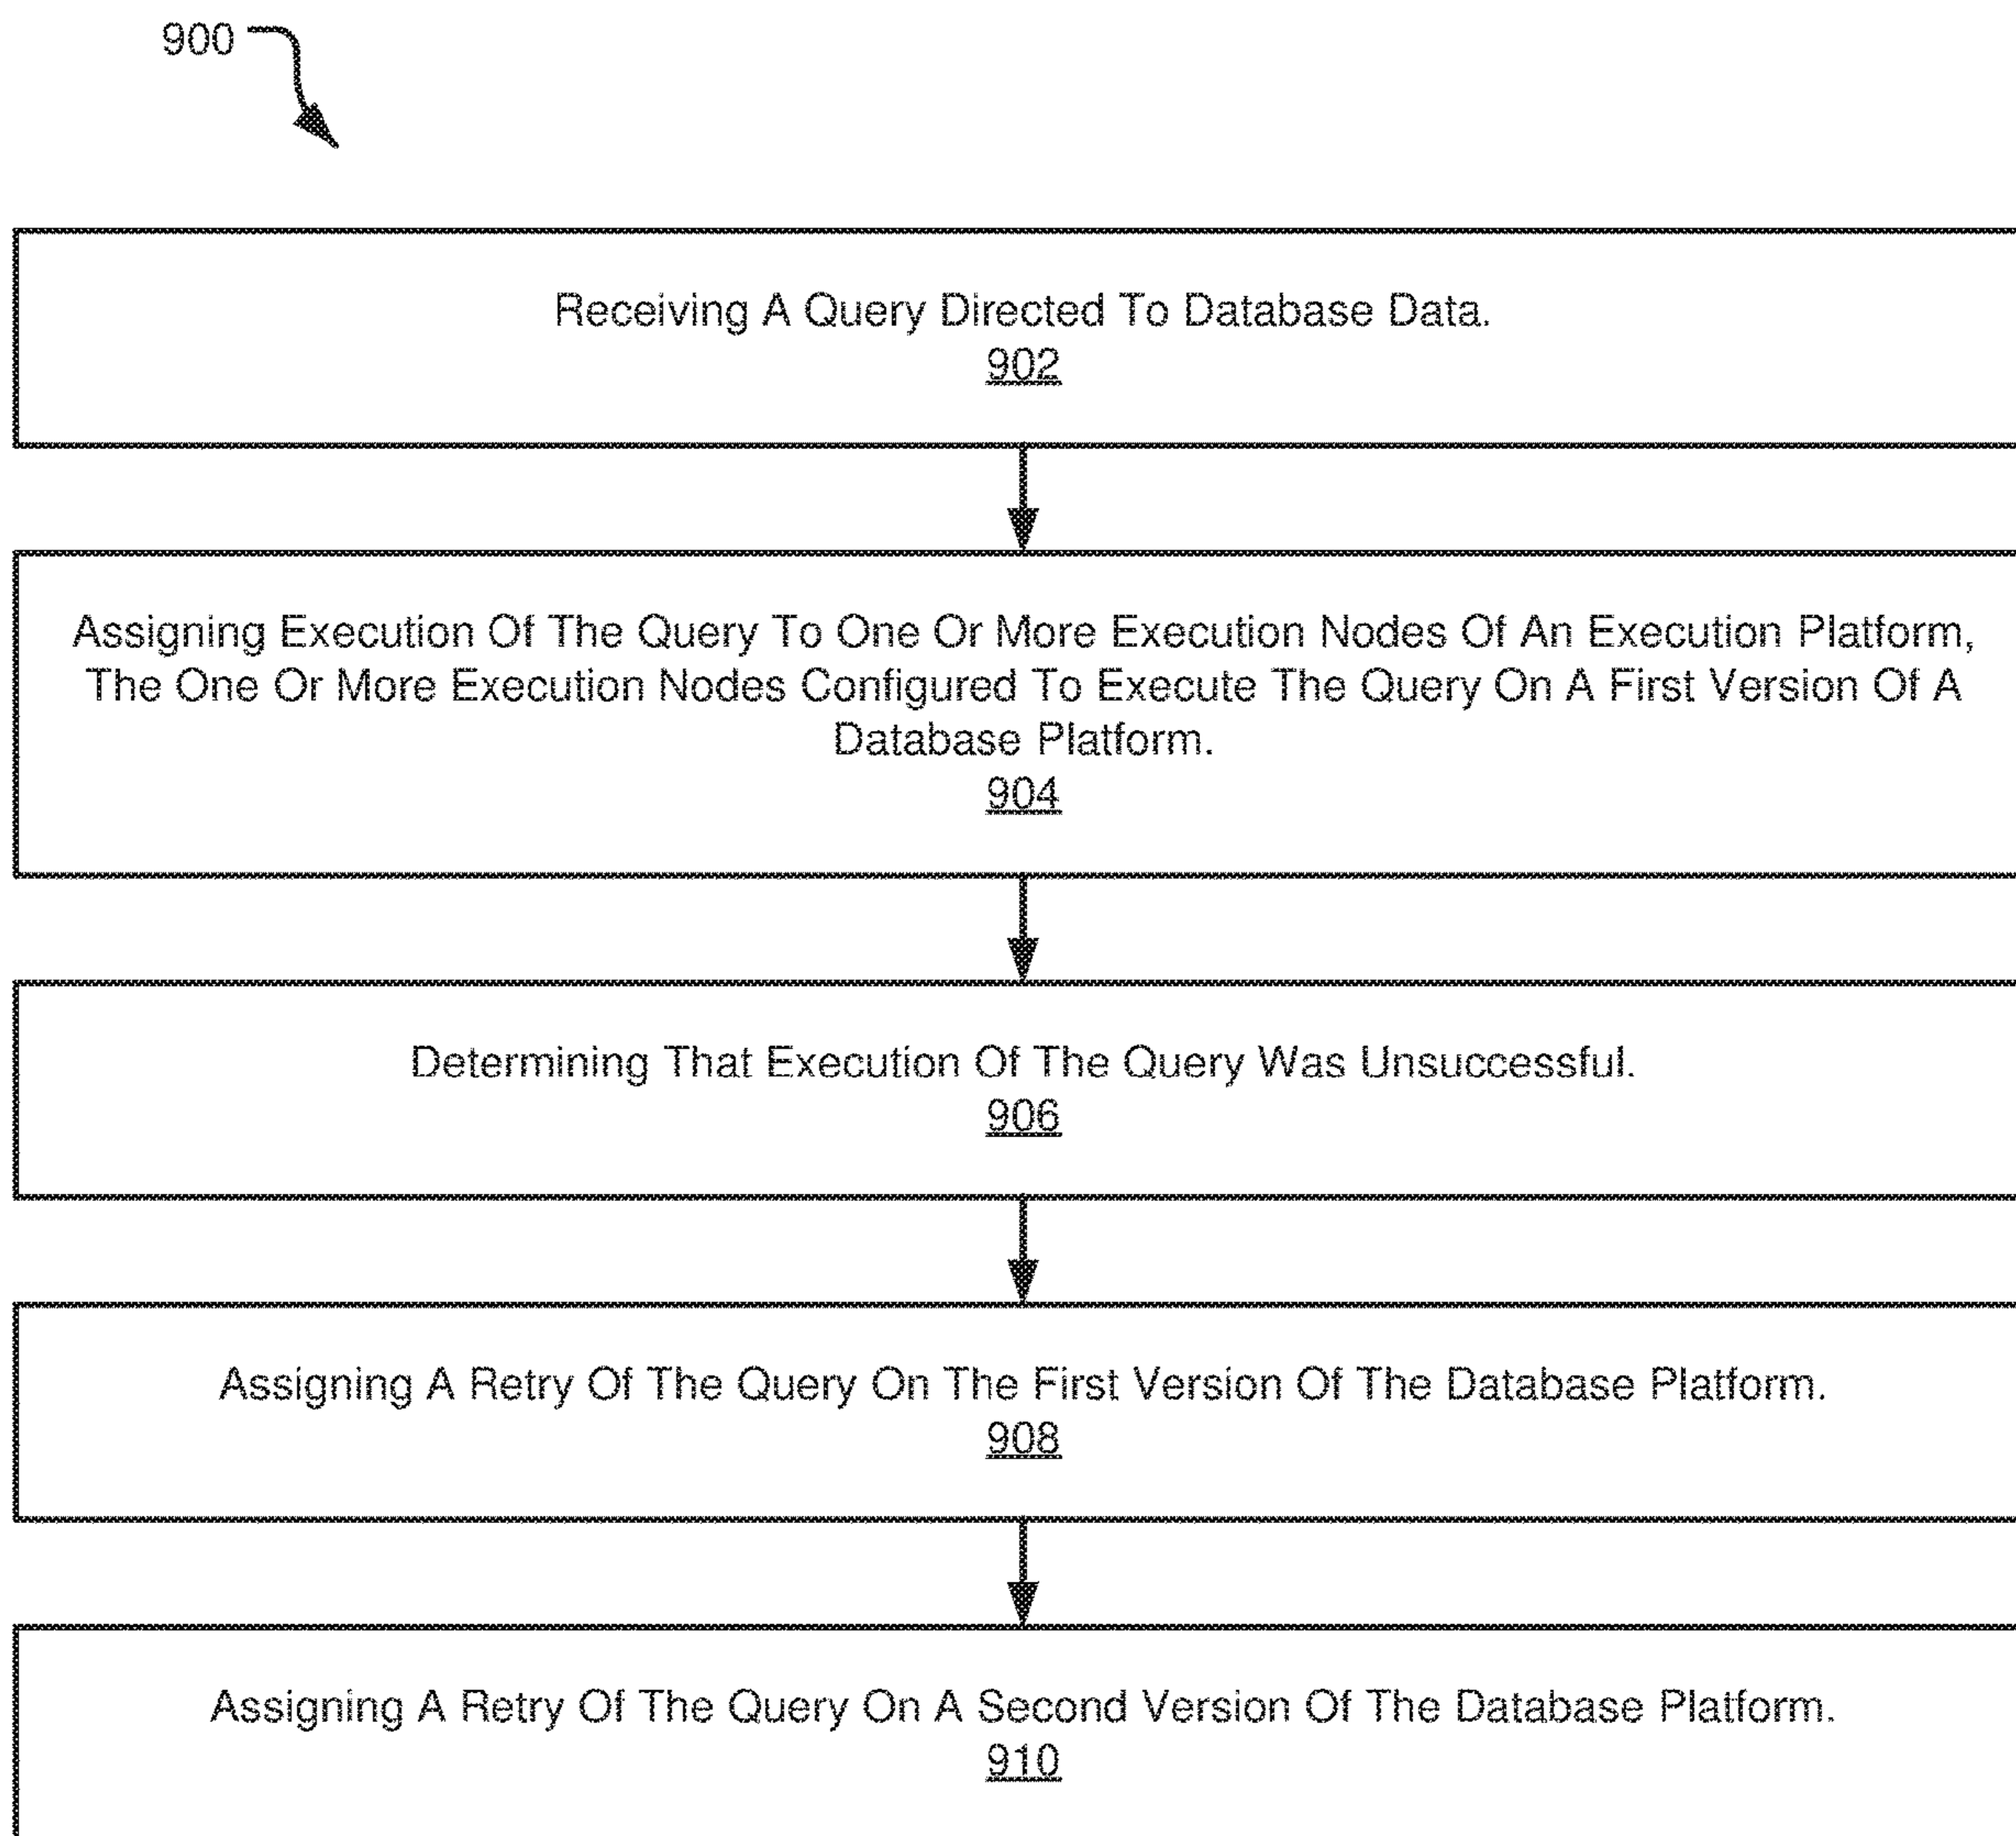 900
Receiving A Query Directed To Database Data.
902
Assigning Execution Of The Query To One Or More Execution Nodes Of An Execution Platform,
The One Or More Execution Nodes Configured To Execute The Query On A First Version Of A
Database Platform.
904
Determining That Execution Of The Query Was Unsuccessful.
906
Assigning A Retry Of The Query On The First Version Of The Database Platform.
908
Assigning A Retry Of The Query On A Second Version Of The Database Platform.
910